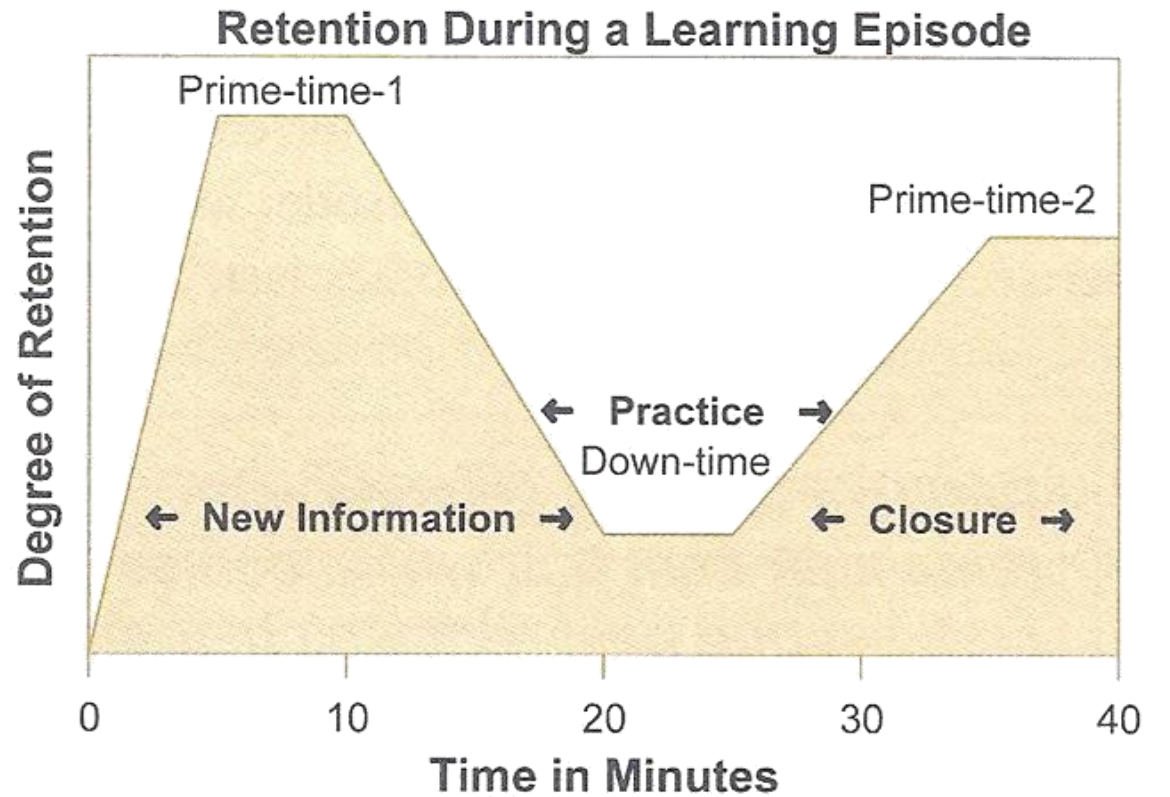 Retention During a Learning Episode
Prime-time-1
Prime-time-2
Degree of Retention
← Practice →
Down-time
← New Information →
← Closure →
0 10 20 30 40
Time in Minutes